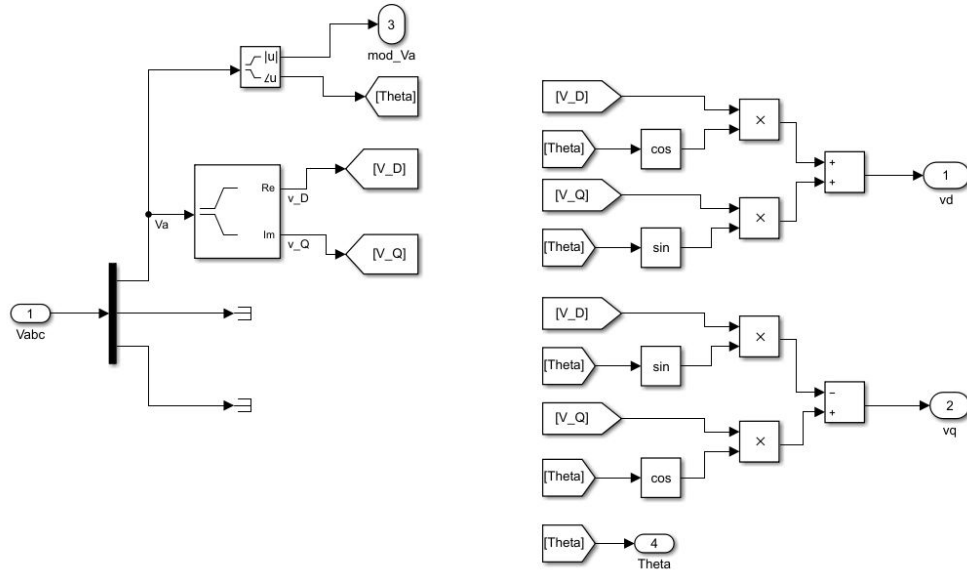 3
mod_Va
|u|
∠u
[Theta]
Re
v_D
[V_D]
Im
v_Q
[V_Q]
Va
1
Vabc
[V_D]
×
[Theta]
cos
[V_Q]
×
[Theta]
sin
+
+
1
vd
[V_D]
×
[Theta]
sin
[V_Q]
×
[Theta]
cos
−
+
2
vq
[Theta]
4
Theta